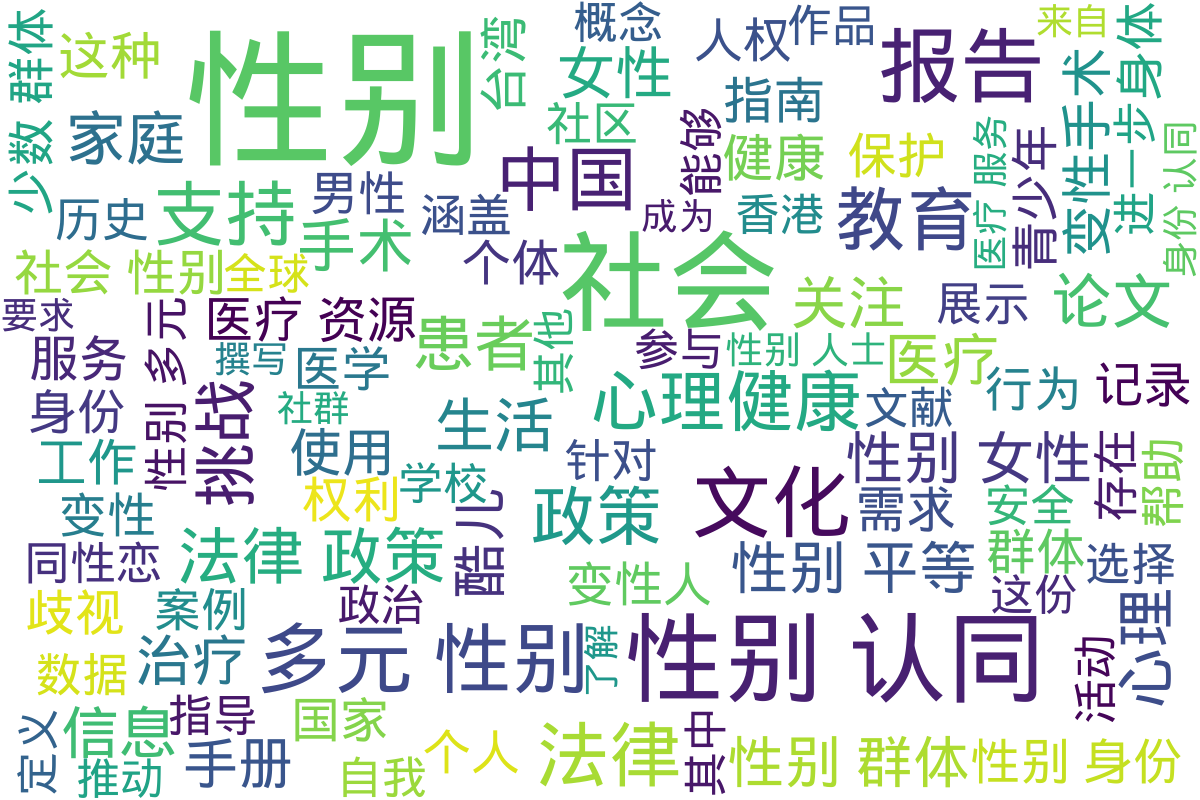 性别
台湾
概念
人权
作品
来自
身体
群体
这种
女性
报告
少数
家庭
社区
指南
变性手术
能够
健康
保护
医疗 服务
青少年
进一步
身份 认同
中国
历史
支持
男性
涵盖
成为
香港
教育
手术
个体
社会
社会 性别
全球
关注
展示
论文
要求
性别 多元
医疗
资源
患者
其他
参与
性别 人士
医疗
服务
撰写
医学
心理健康
行为
记录
身份
挑战
社群
生活
文献
工作
使用
针对
性别 女性
存在
帮助
学校
变性
权利
酷儿
政策
文化
需求
安全
同性恋
法律 政策
性别 平等
群体
选择
变性人
这份
歧视
案例
政治
心理
数据
治疗
多元 性别
了解
性别 认同
活动
定义
信息
指导
国家
其中
推动
手册
自我
个人
法律
性别 群体
性别 身份